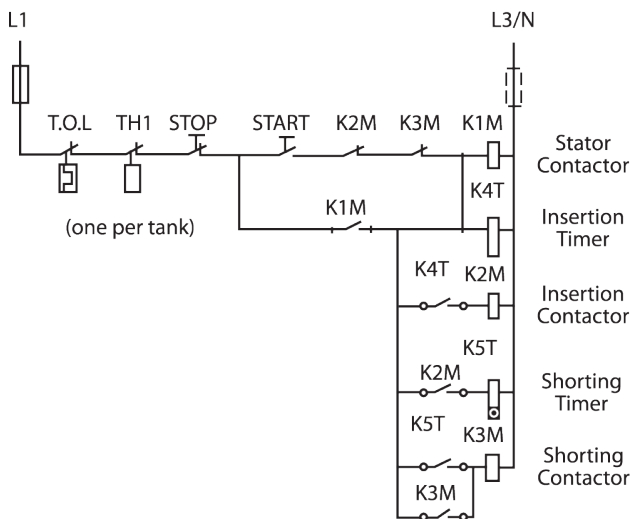 L1
L3/N
T.O.L
TH1
STOP
START
K2M
K3M
K1M
Stator
Contactor
K4T
(one per tank)
K1M
Insertion
Timer
K4T
K2M
Insertion
Contactor
K5T
K2M
Shorting
Timer
K5T
K3M
Shorting
Contactor
K3M